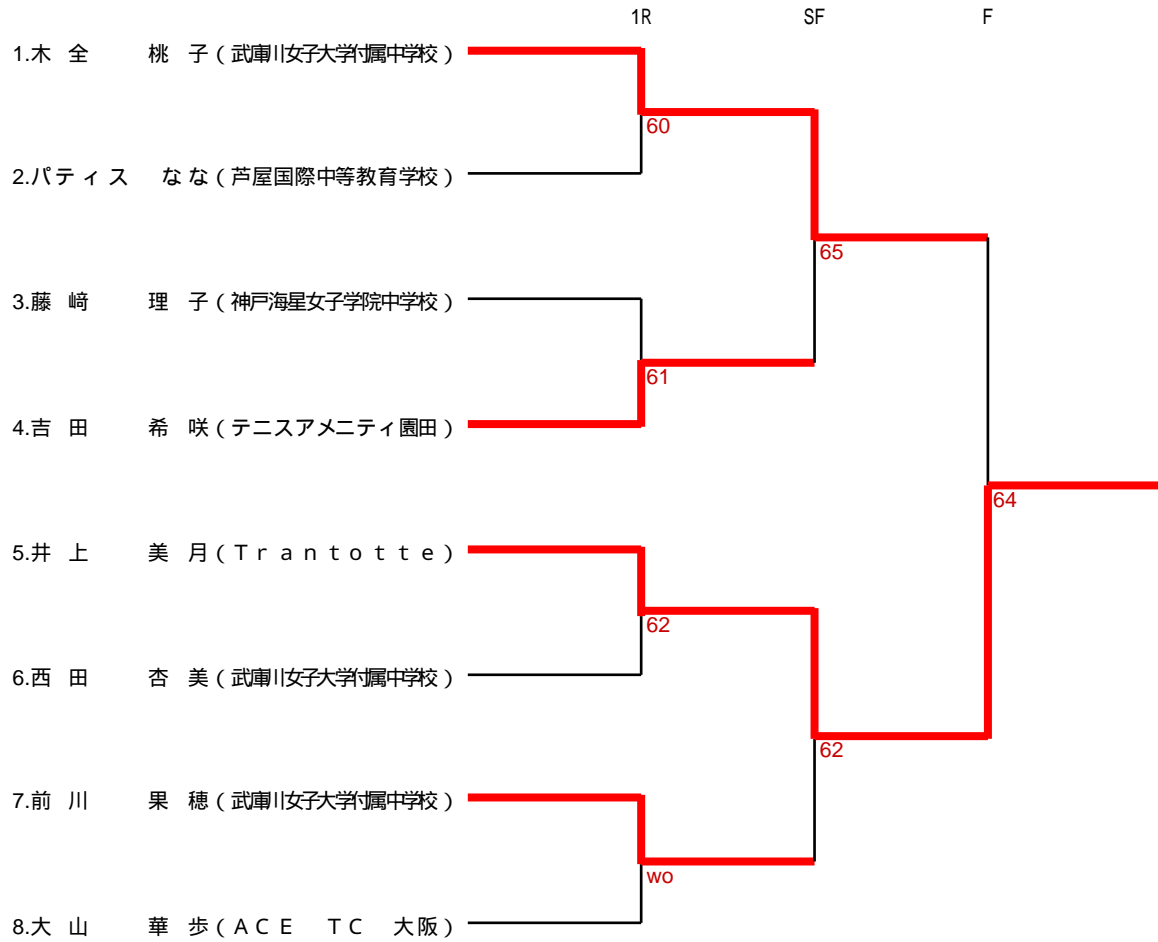 1R SF F
1.木 全 桃 子 ( 武庫川女子大学付属中学校 )
60
2.パティス なな ( 芦屋国際中等教育学校 )
65
3.藤 﨑 理 子 ( 神戸海星女子学院中学校 )
61
4.吉 田 希 咲 ( テニスアメニティ園田 )
64
5.井 上 美 月 ( Ｔｒａｎｔｏｔｔｅ )
62
6.西 田 杏 美 ( 武庫川女子大学付属中学校 )
62
7.前 川 果 穂 ( 武庫川女子大学付属中学校 )
wo
8.大 山 華 歩 ( ＡＣＥ ＴＣ 大阪 )